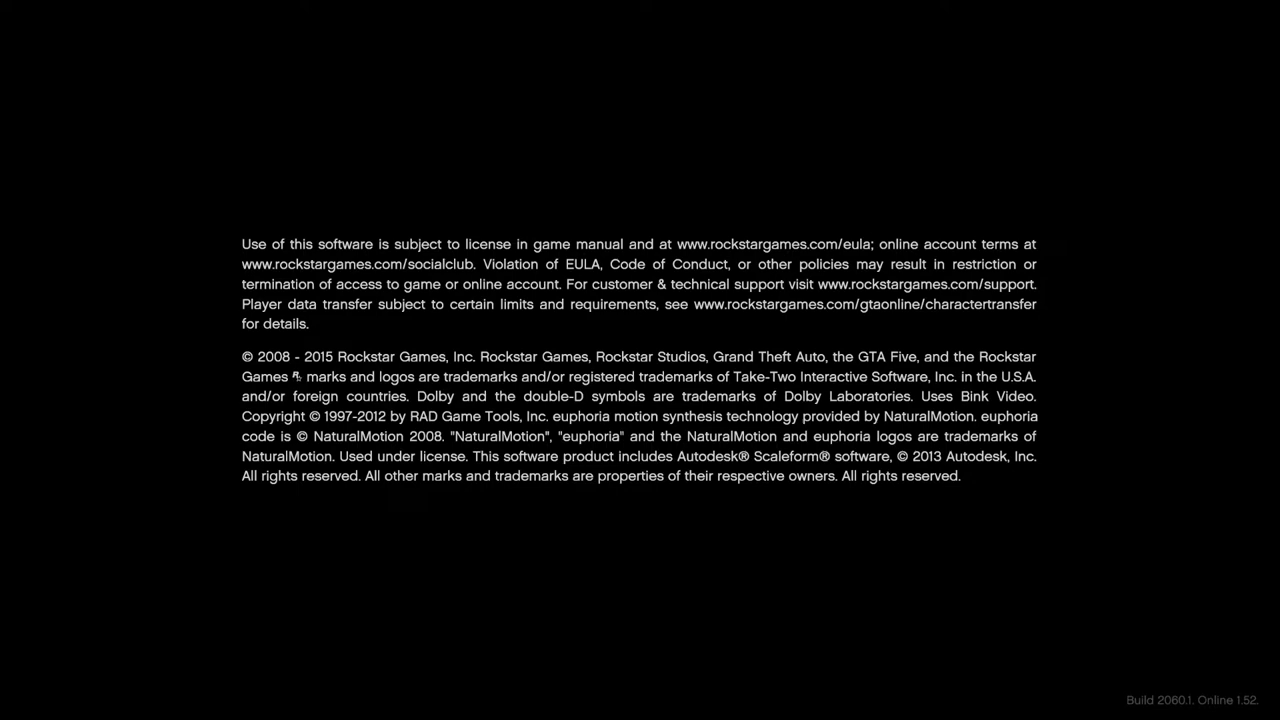 Use of this software is subject to license in game manual and at www.rockstargames.com/eula; online account terms at
www.rockstargames.com/socialclub. Violation of EULA, Code of Conduct, or other policies may result in restriction or
termination of access to game or online account. For customer & technical support visit www.rockstargames.com/support.
Player data transfer subject to certain limits and requirements, see www.rockstargames.com/gtaonline/charactertransfer
for details.
© 2008 - 2015 Rockstar Games, Inc. Rockstar Games, Rockstar Studios, Grand Theft Auto, the GTA Five, and the Rockstar
Games R* marks and logos are trademarks and/or registered trademarks of Take-Two Interactive Software, Inc. in the U.S.A.
and/or foreign countries. Dolby and the double-D symbols are trademarks of Dolby Laboratories. Uses Bink Video.
Copyright © 1997-2012 by RAD Game Tools, Inc. euphoria motion synthesis technology provided by NaturalMotion. euphoria
code is © NaturalMotion 2008. "NaturalMotion", "euphoria" and the NaturalMotion and euphoria logos are trademarks of
NaturalMotion. Used under license. This software product includes Autodesk® Scaleform® software, © 2013 Autodesk, Inc.
All rights reserved. All other marks and trademarks are properties of their respective owners. All rights reserved.
Build 2060.1. Online 1.52.